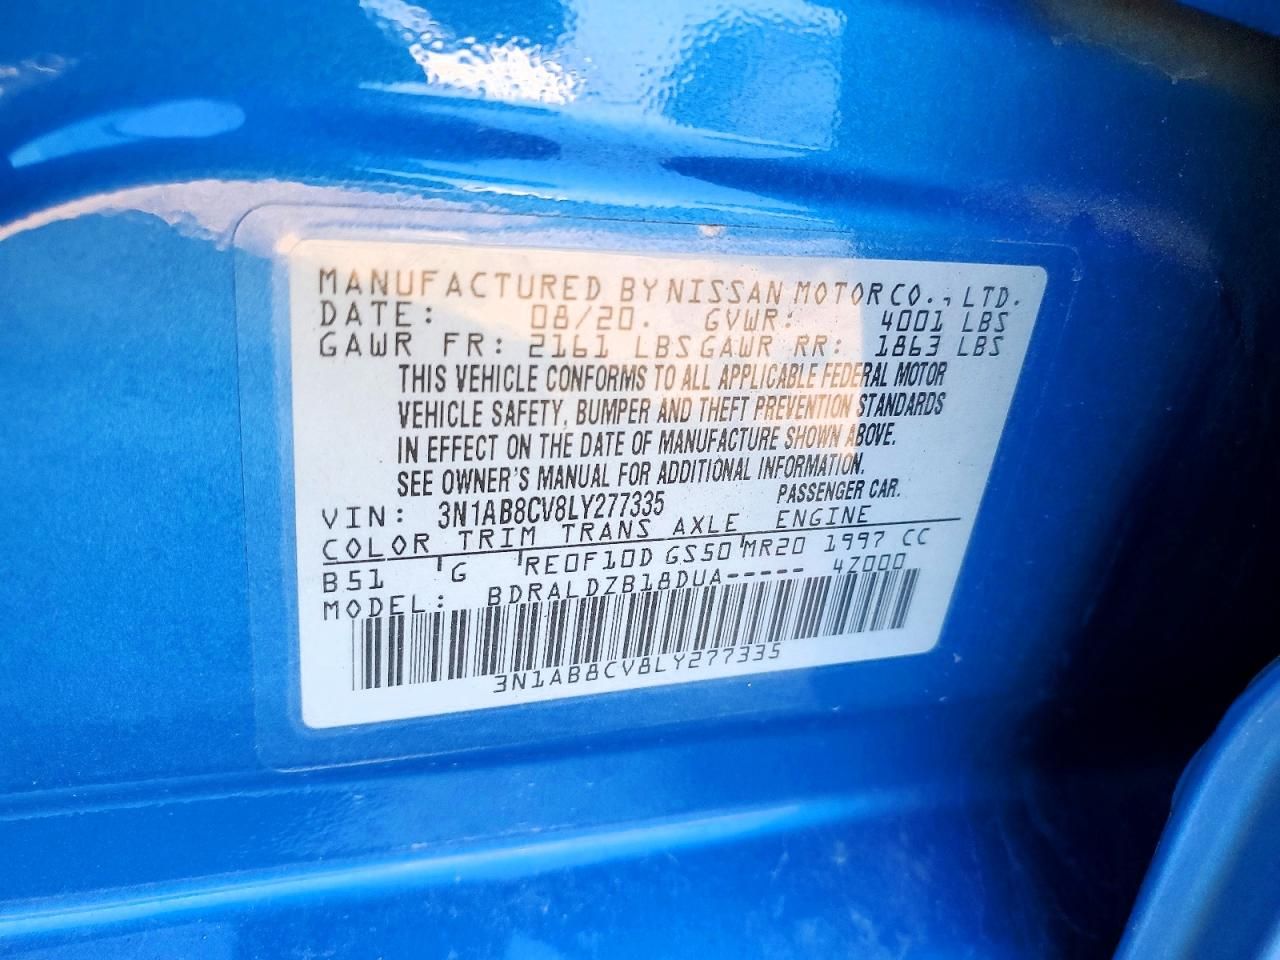 MANUFACTURED BY NISSAN MOTOR CO., LTD.
DATE: 08/20. GVWR: 4001 LBS
GAWR FR: 2161 LBS GAWR RR: 1863 LBS
THIS VEHICLE CONFORMS TO ALL APPLICABLE FEDERAL MOTOR
VEHICLE SAFETY, BUMPER AND THEFT PREVENTION STANDARDS
IN EFFECT ON THE DATE OF MANUFACTURE SHOWN ABOVE.
SEE OWNER'S MANUAL FOR ADDITIONAL INFORMATION.
VIN: 3N1AB8CV8LY277335 PASSENGER CAR.
COLOR TRIM TRANS AXLE ENGINE
B51 G RE0F10D GS50 MR20 1997 CC
MODEL: BDRALDZB18DUA----- 4Z000
3N1AB8CV8LY277335